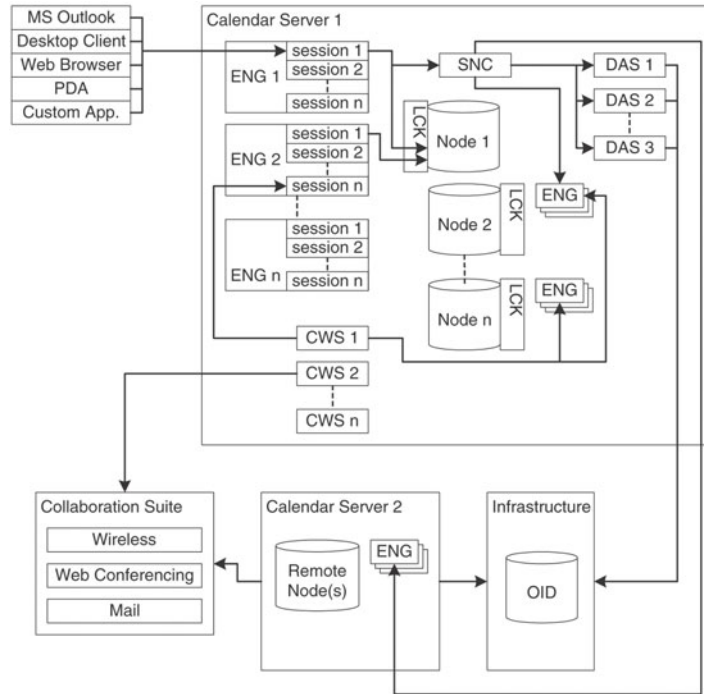 MS Outlook
Desktop Client
Web Browser
PDA
Custom App.
Calendar Server 1
ENG 1
session 1
session 2
session n
ENG 2
session 1
session 2
session n
ENG n
session 1
session 2
session n
SNC
DAS 1
DAS 2
DAS 3
LCK
Node 1
Node 2
LCK
ENG
Node n
LCK
ENG
CWS 1
CWS 2
CWS n
Collaboration Suite
Wireless
Web Conferencing
Mail
Calendar Server 2
Remote
Node(s)
ENG
Infrastructure
OID